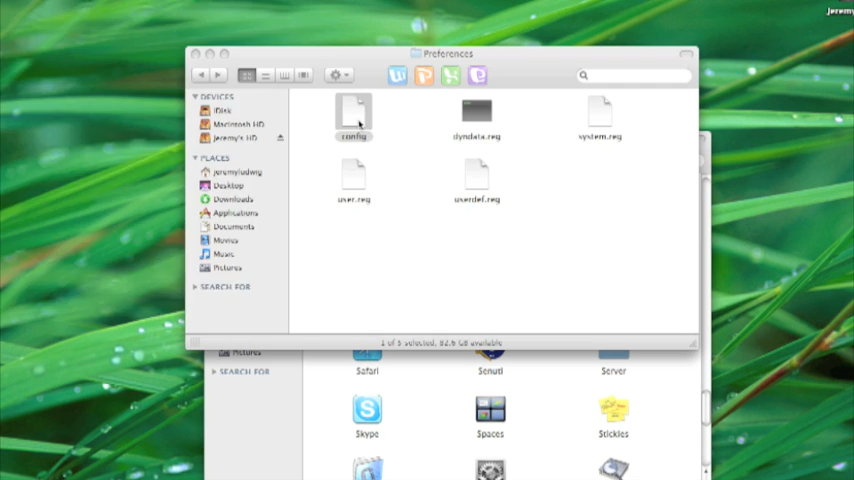 Jeremy
Preferences
DEVICES
iDisk
Macintosh HD
Jeremy's HD
PLACES
jeremyludwig
Desktop
Downloads
Applications
Documents
Movies
Music
Pictures
SEARCH FOR
config
dyndata.reg
system.reg
user.reg
userdef.reg
1 of 5 selected, 82.6 GB available
Pictures
SEARCH FOR
Safari
Senuti
Server
Skype
Spaces
Stickies